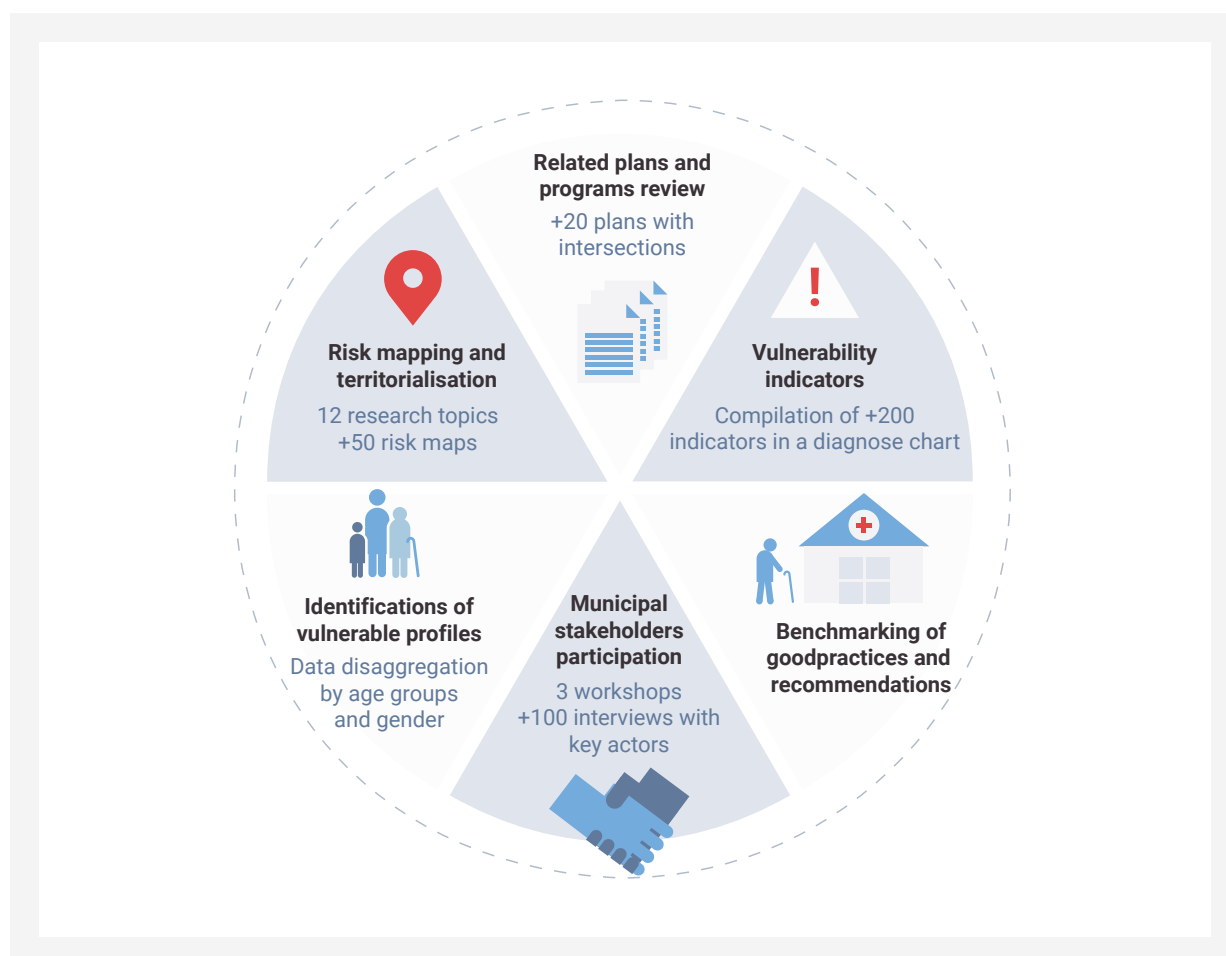 Related plans and
programs review
+20 plans with
intersections
Risk mapping and
territorialisation
12 research topics
+50 risk maps
!
Vulnerability
indicators
Compilation of +200
indicators in a diagnose chart
Identifications of
vulnerable profiles
Data disaggregation
by age groups
and gender
Municipal
stakeholders
participation
3 workshops
+100 interviews with
key actors
Benchmarking of
goodpractices and
recommendations